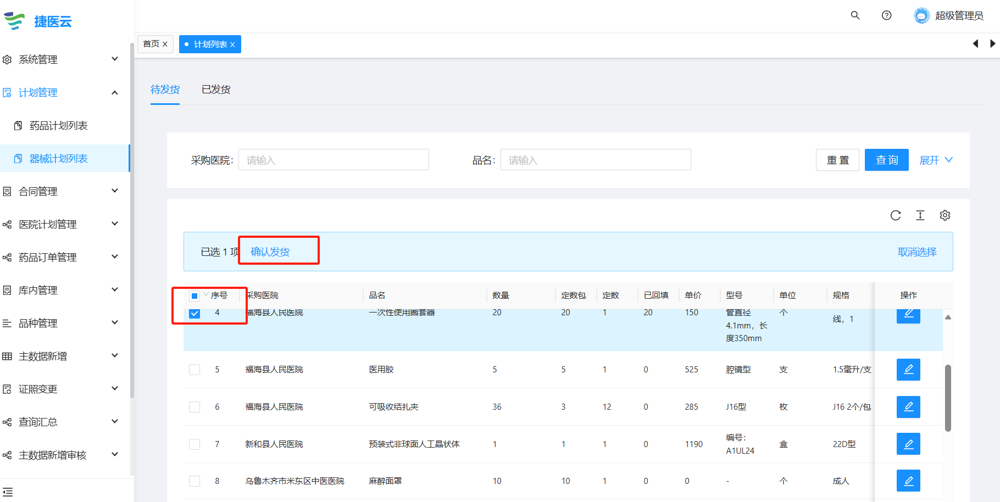 捷医云
超级管理员
首页 X
计划列表 X
系统管理
计划管理
药品计划列表
器械计划列表
合同管理
医院计划管理
药品订单管理
库内管理
品种管理
主数据新增
证照变更
查询汇总
主数据新增审核
待发货 已发货
采购医院: 请输入 品名: 请输入 重 置 查 询 展开
已选 1 项 确认发货 取消选择
序号 采购医院 品名 数量 定数包 定数 已回填 单价 型号 单位 规格 操作
4 福海县人民医院 一次性使用圈套器 20 20 1 20 150 管直径 个 线，1
4.1mm，长
度350mm
5 福海县人民医院 医用胶 5 5 1 0 525 腔镜型 支 1.5毫升/支
6 福海县人民医院 可吸收结扎夹 36 3 12 0 285 J16型 枚 J16 2个/包
7 新和县人民医院 预装式非球面人工晶状体 1 1 1 0 1190 编号： 盒 22D型
A1UL24
8 乌鲁木齐市米东区中医医院 麻醉面罩 10 10 1 0 0 - 个 成人